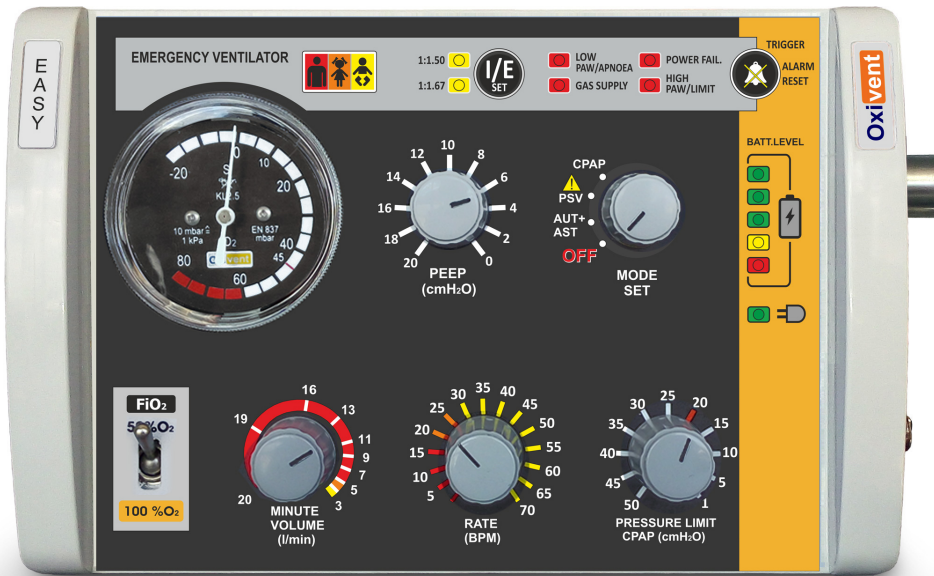 EASY
EMERGENCY VENTILATOR
1:1.50
1:1.67
I/E
SET
LOW
PAW/APNOEA
GAS SUPPLY
POWER FAIL.
HIGH
PAW/LIMIT
TRIGGER
ALARM
RESET
Oxivent
-20
0
10
20
40
45
60
80
10 mbar ≙
1 kPa
EN 837
mbar
20
18
16
14
12
10
8
6
4
2
0
PEEP
(cmH₂O)
CPAP
PSV
AUT+
AST
OFF
MODE
SET
BATT.LEVEL
FiO₂
100 %O₂
20
19
16
13
11
9
7
5
3
MINUTE
VOLUME
(l/min)
5
10
15
20
25
30
35
40
45
50
55
60
65
70
RATE
(BPM)
50
45
40
35
30
25
20
15
10
5
1
PRESSURE LIMIT
CPAP (cmH₂O)